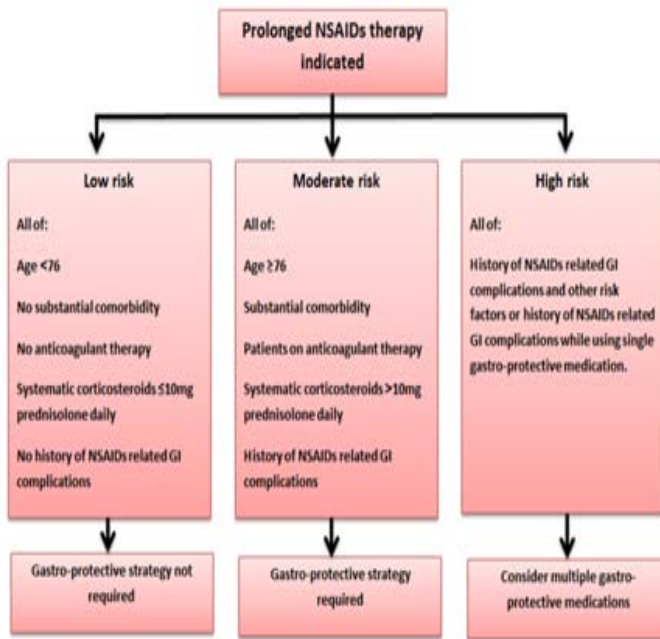 Prolonged NSAIDs therapy
indicated
Low risk
All of:
Age <76
No substantial comorbidity
No anticoagulant therapy
Systematic corticosteroids ≤10mg
prednisolone daily
No history of NSAIDs related GI
complications
Gastro-protective strategy not
required
Moderate risk
All of:
Age ≥76
Substantial comorbidity
Patients on anticoagulant therapy
Systematic corticosteroids >10mg
prednisolone daily
History of NSAIDs related GI
complications
Gastro-protective strategy
required
High risk
All of:
History of NSAIDs related GI
complications and other risk
factors or history of NSAIDs related
GI complications while using single
gastro-protective medication.
Consider multiple gastro-
protective medications